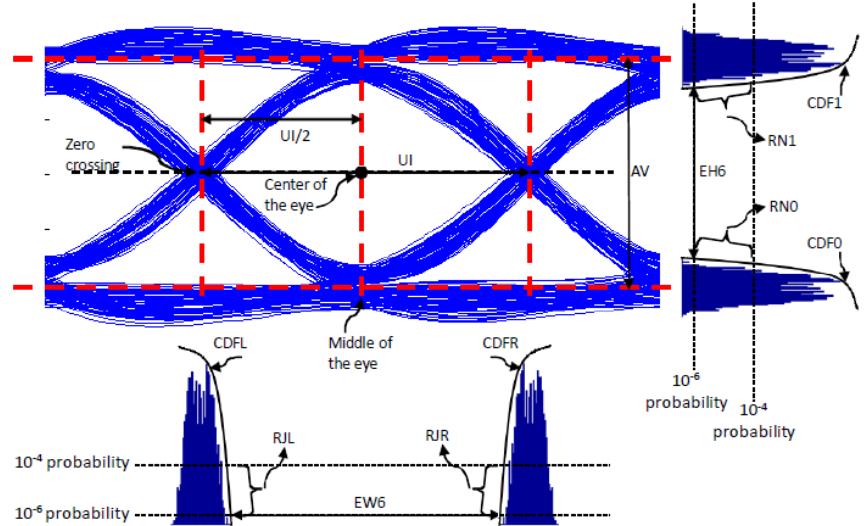 UI/2
Zero
crossing
UI
Center of
the eye
AV
CDF1
RN1
EH6
RN0
CDF0
CDFL
Middle of
the eye
CDFR
10-6
probability
10-4
probability
RJL
RJR
10-4 probability
EW6
10-6 probability